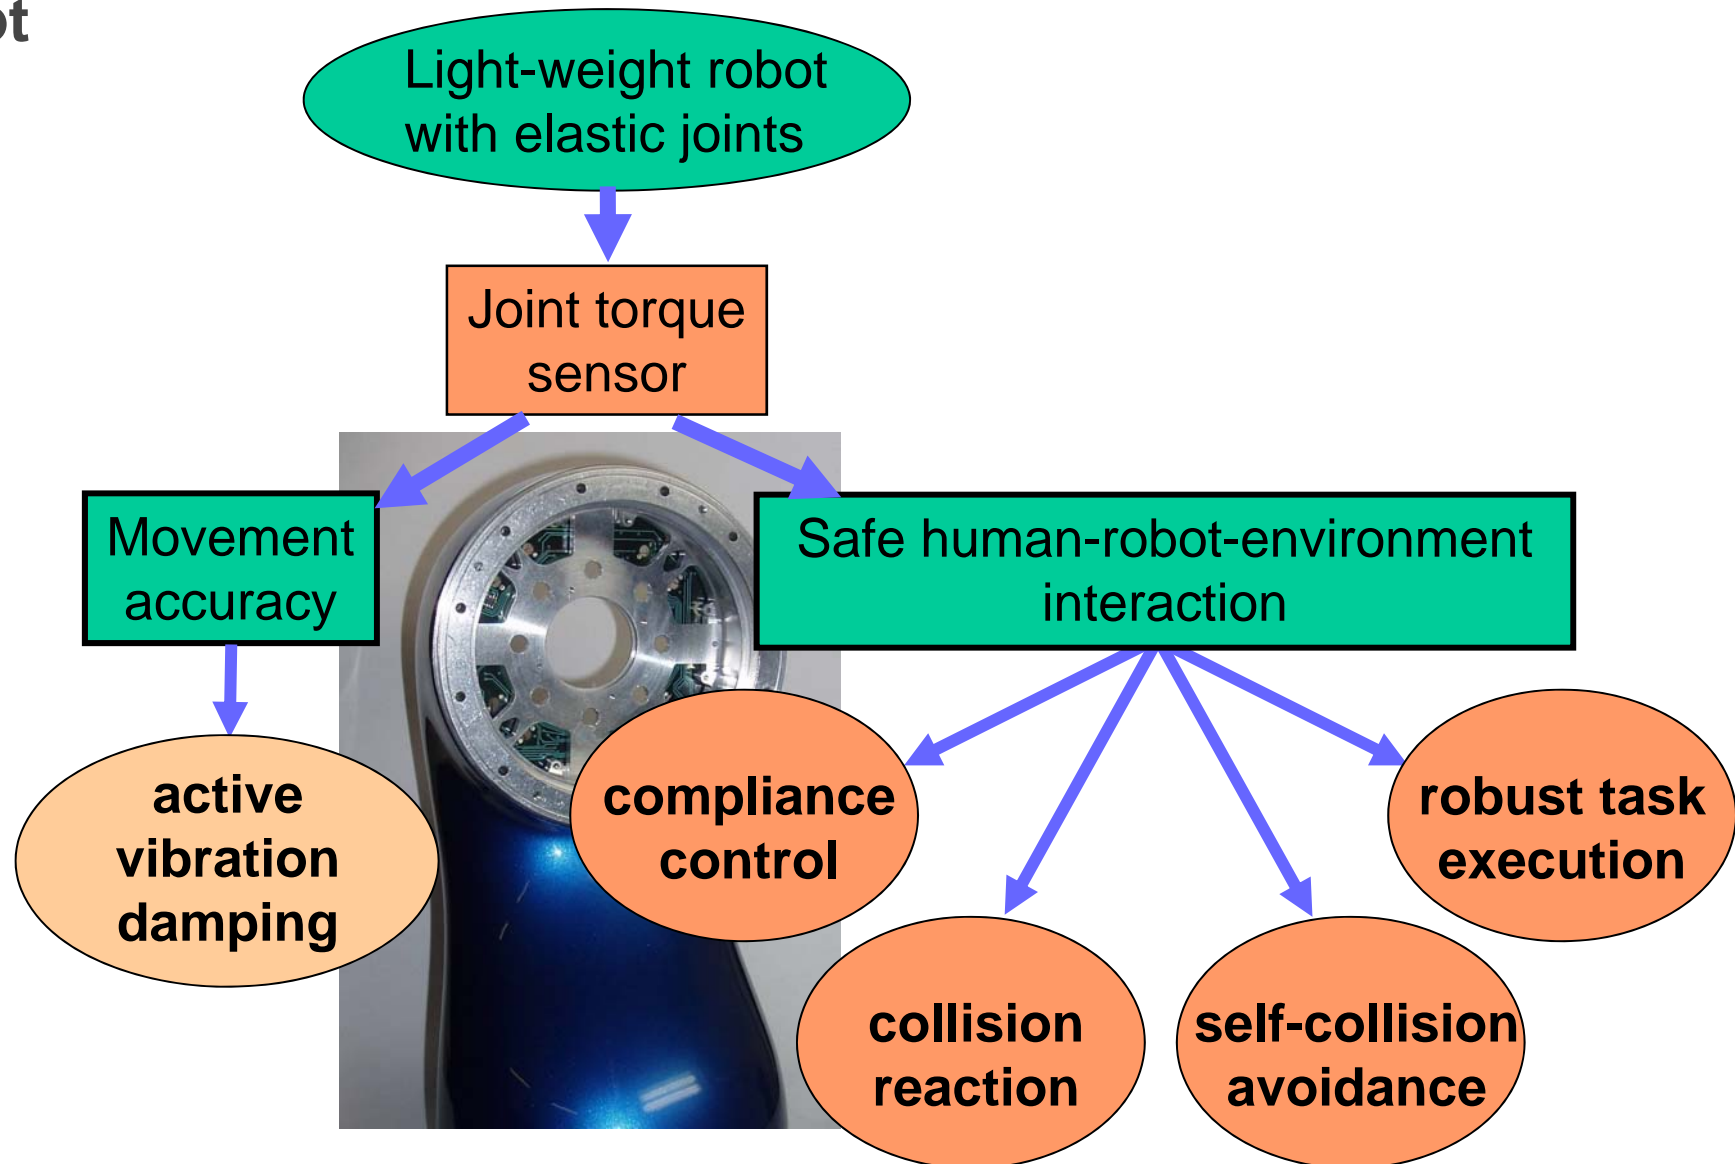 Light-weight robot
with elastic joints
Joint torque
sensor
Movement
accuracy
Safe human-robot-environment
interaction
active
vibration
damping
compliance
control
robust task
execution
collision
reaction
self-collision
avoidance